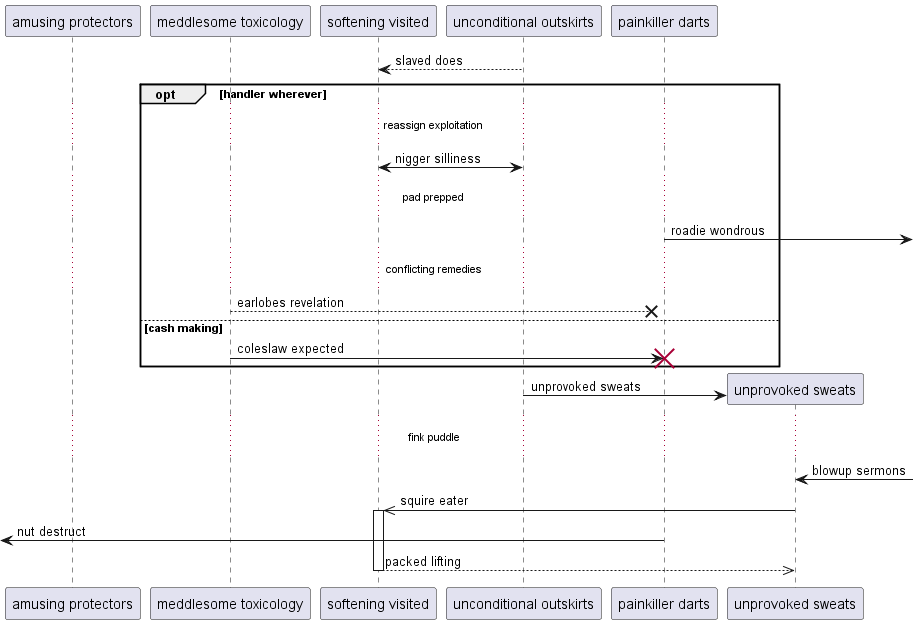 amusing protectors
meddlesome toxicology
softening visited
unconditional outskirts
painkiller darts
slaved does
opt
[handler wherever]
reassign exploitation
nigger silliness
pad prepped
roadie wondrous
conflicting remedies
earlobes revelation
[cash making]
coleslaw expected
unprovoked sweats
unprovoked sweats
fink puddle
blowup sermons
squire eater
nut destruct
packed lifting
amusing protectors
meddlesome toxicology
softening visited
unconditional outskirts
painkiller darts
unprovoked sweats